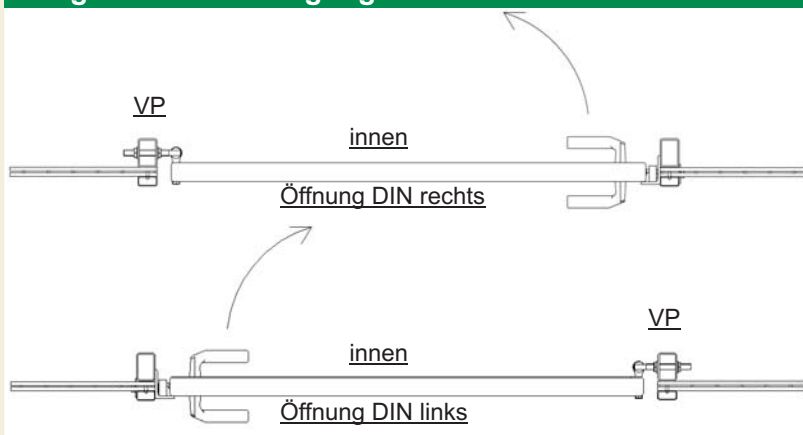 VP
innen
Öffnung DIN rechts
VP
innen
Öffnung DIN links